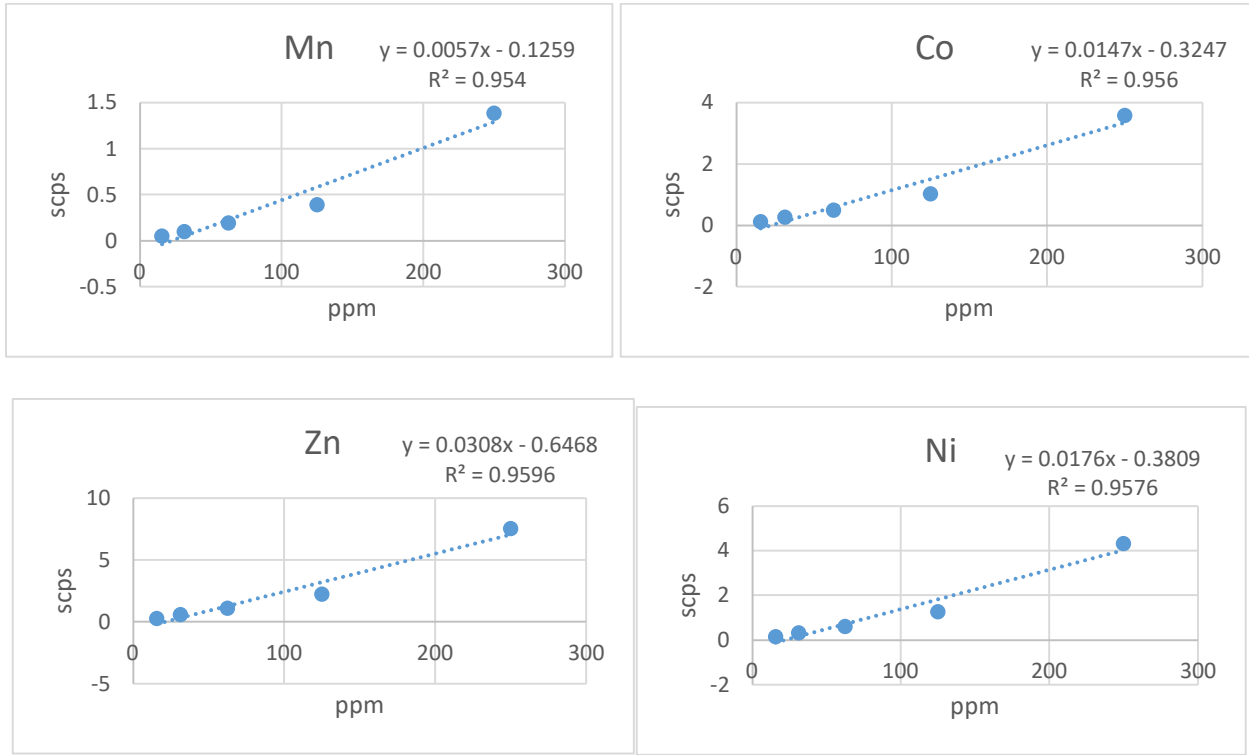 Mn
y = 0.0057x - 0.1259
R² = 0.954
1.5
1
0.5
0
-0.5
0
100
200
300
scps
ppm
Co
y = 0.0147x - 0.3247
R² = 0.956
4
2
0
-2
0
100
200
300
scps
ppm
Zn
y = 0.0308x - 0.6468
R² = 0.9596
10
5
0
-5
0
100
200
300
scps
ppm
Ni
y = 0.0176x - 0.3809
R² = 0.9576
6
4
2
0
-2
0
100
200
300
scps
ppm